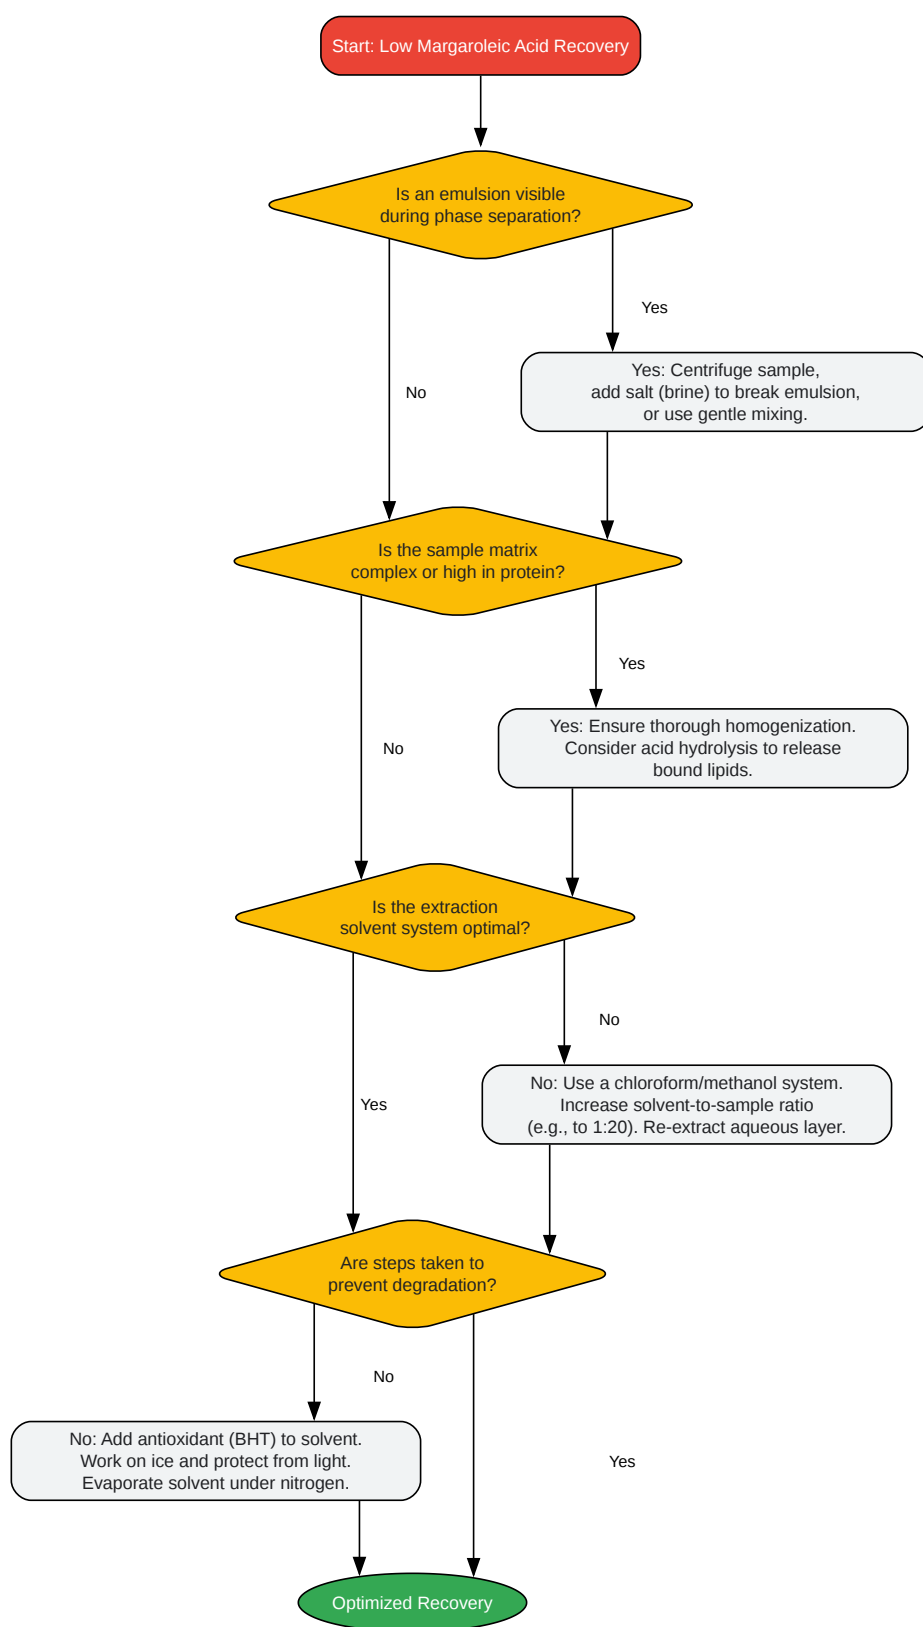 Start: Low Margaroleic Acid Recovery
Is an emulsion visible
during phase separation?
Yes
Yes: Centrifuge sample,
add salt (brine) to break emulsion,
or use gentle mixing.
No
Is the sample matrix
complex or high in protein?
Yes
Yes: Ensure thorough homogenization.
Consider acid hydrolysis to release
bound lipids.
No
Is the extraction
solvent system optimal?
No
No: Use a chloroform/methanol system.
Increase solvent-to-sample ratio
(e.g., to 1:20). Re-extract aqueous layer.
Yes
Are steps taken to
prevent degradation?
No
No: Add antioxidant (BHT) to solvent.
Work on ice and protect from light.
Evaporate solvent under nitrogen.
Yes
Optimized Recovery